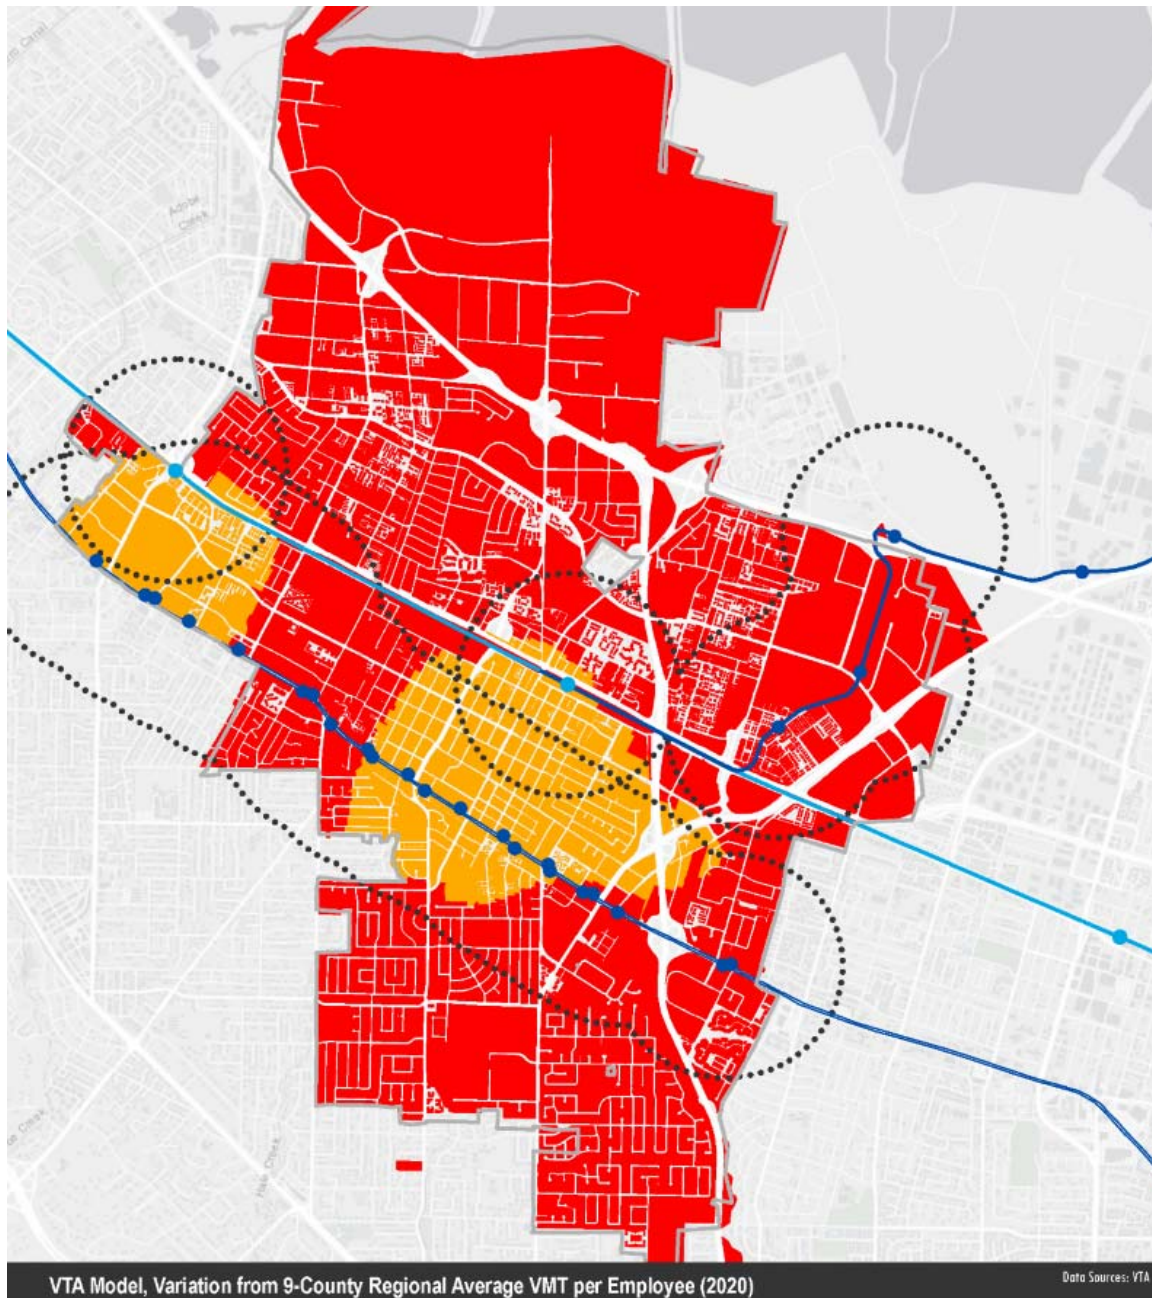 Adobe
Creek
VTA Model, Variation from 9-County Regional Average VMT per Employee (2020)
Data Sources: VTA